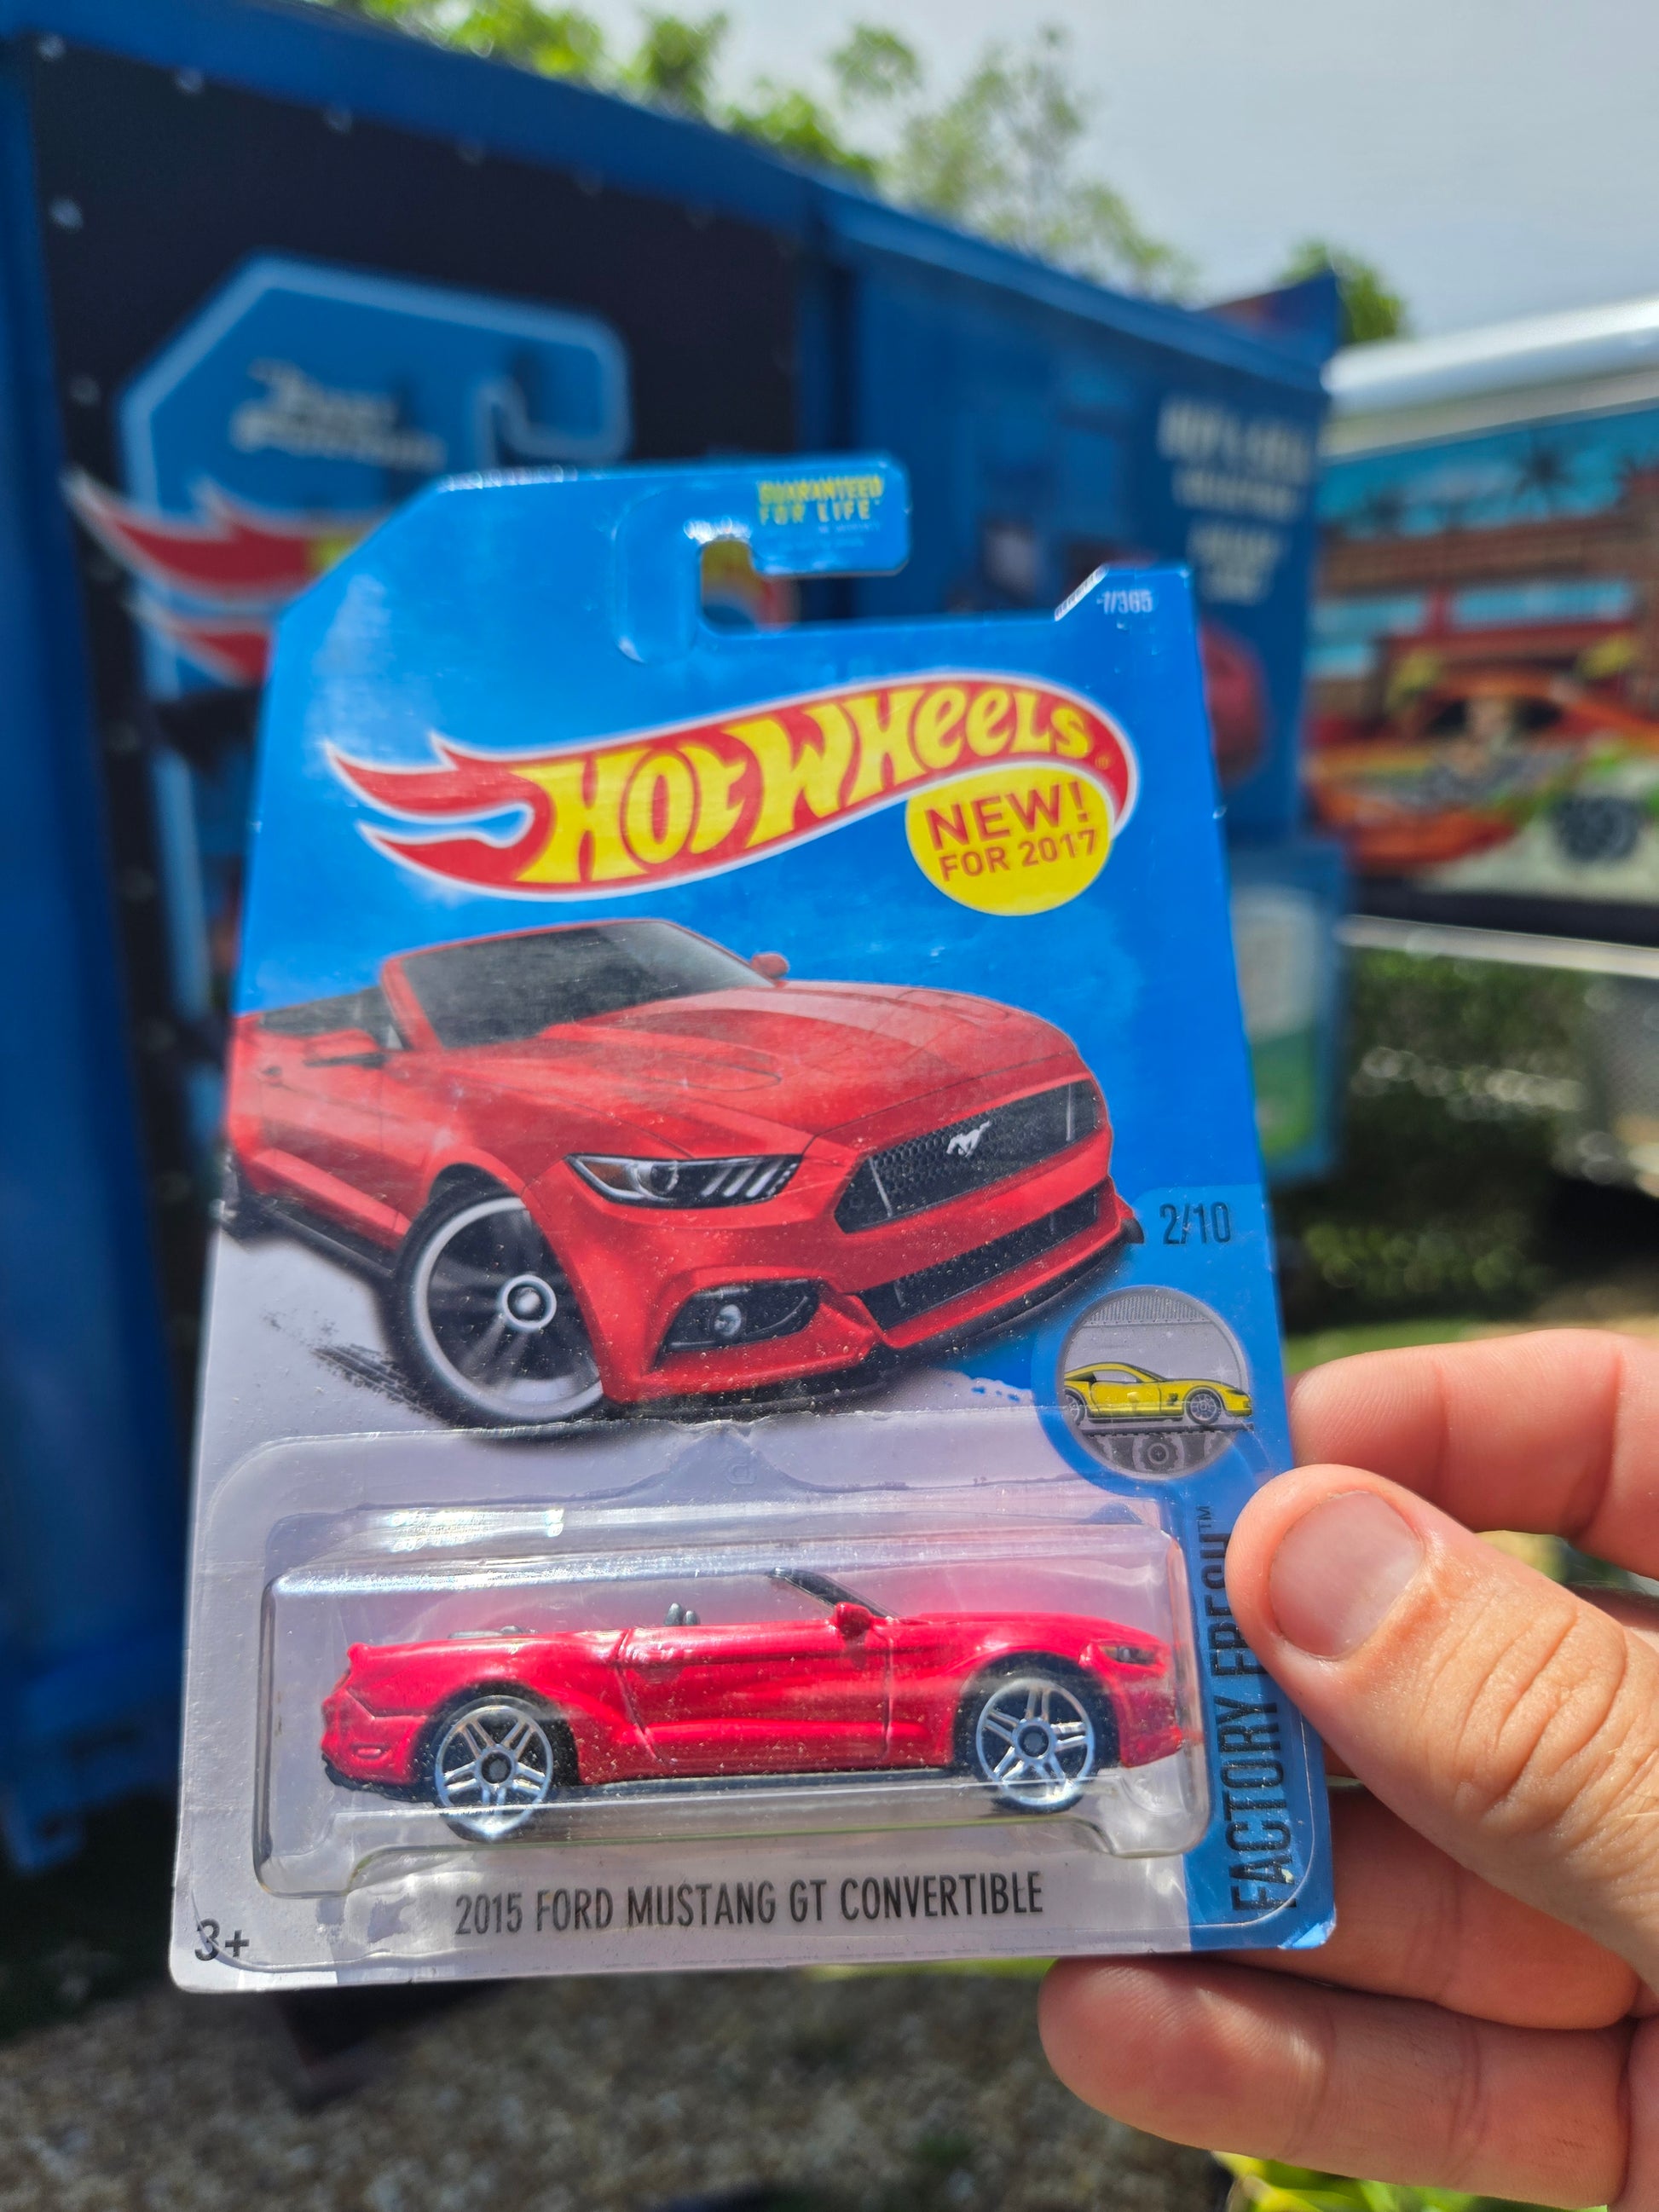 GUARANTEED
FOR LIFE
7/365
HOT WHEELS
NEW!
FOR 2017
2/10
FACTORY FRESH™
2015 FORD MUSTANG GT CONVERTIBLE
3+